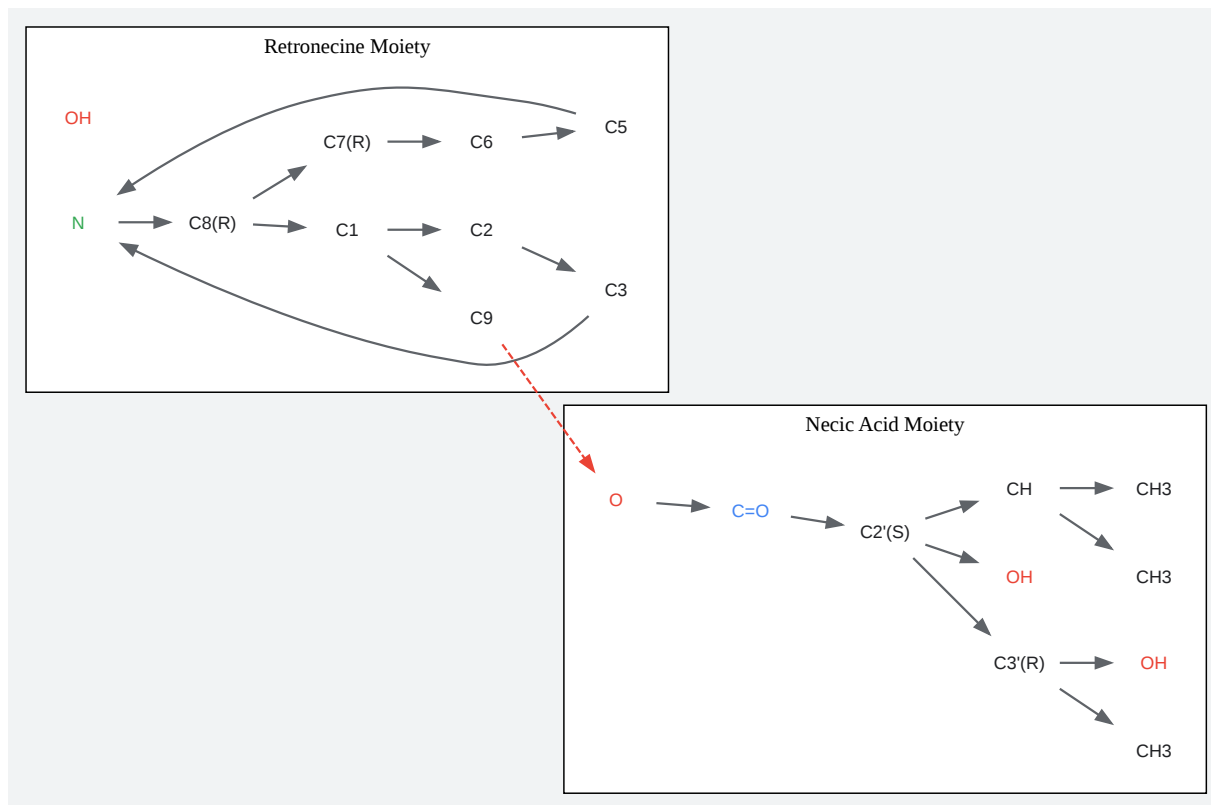 Retronecine Moiety
OH
C5
C7(R)
C6
N
C8(R)
C1
C2
C3
C9
Necic Acid Moiety
CH
CH3
O
C=O
C2'(S)
OH
CH3
C3'(R)
OH
CH3